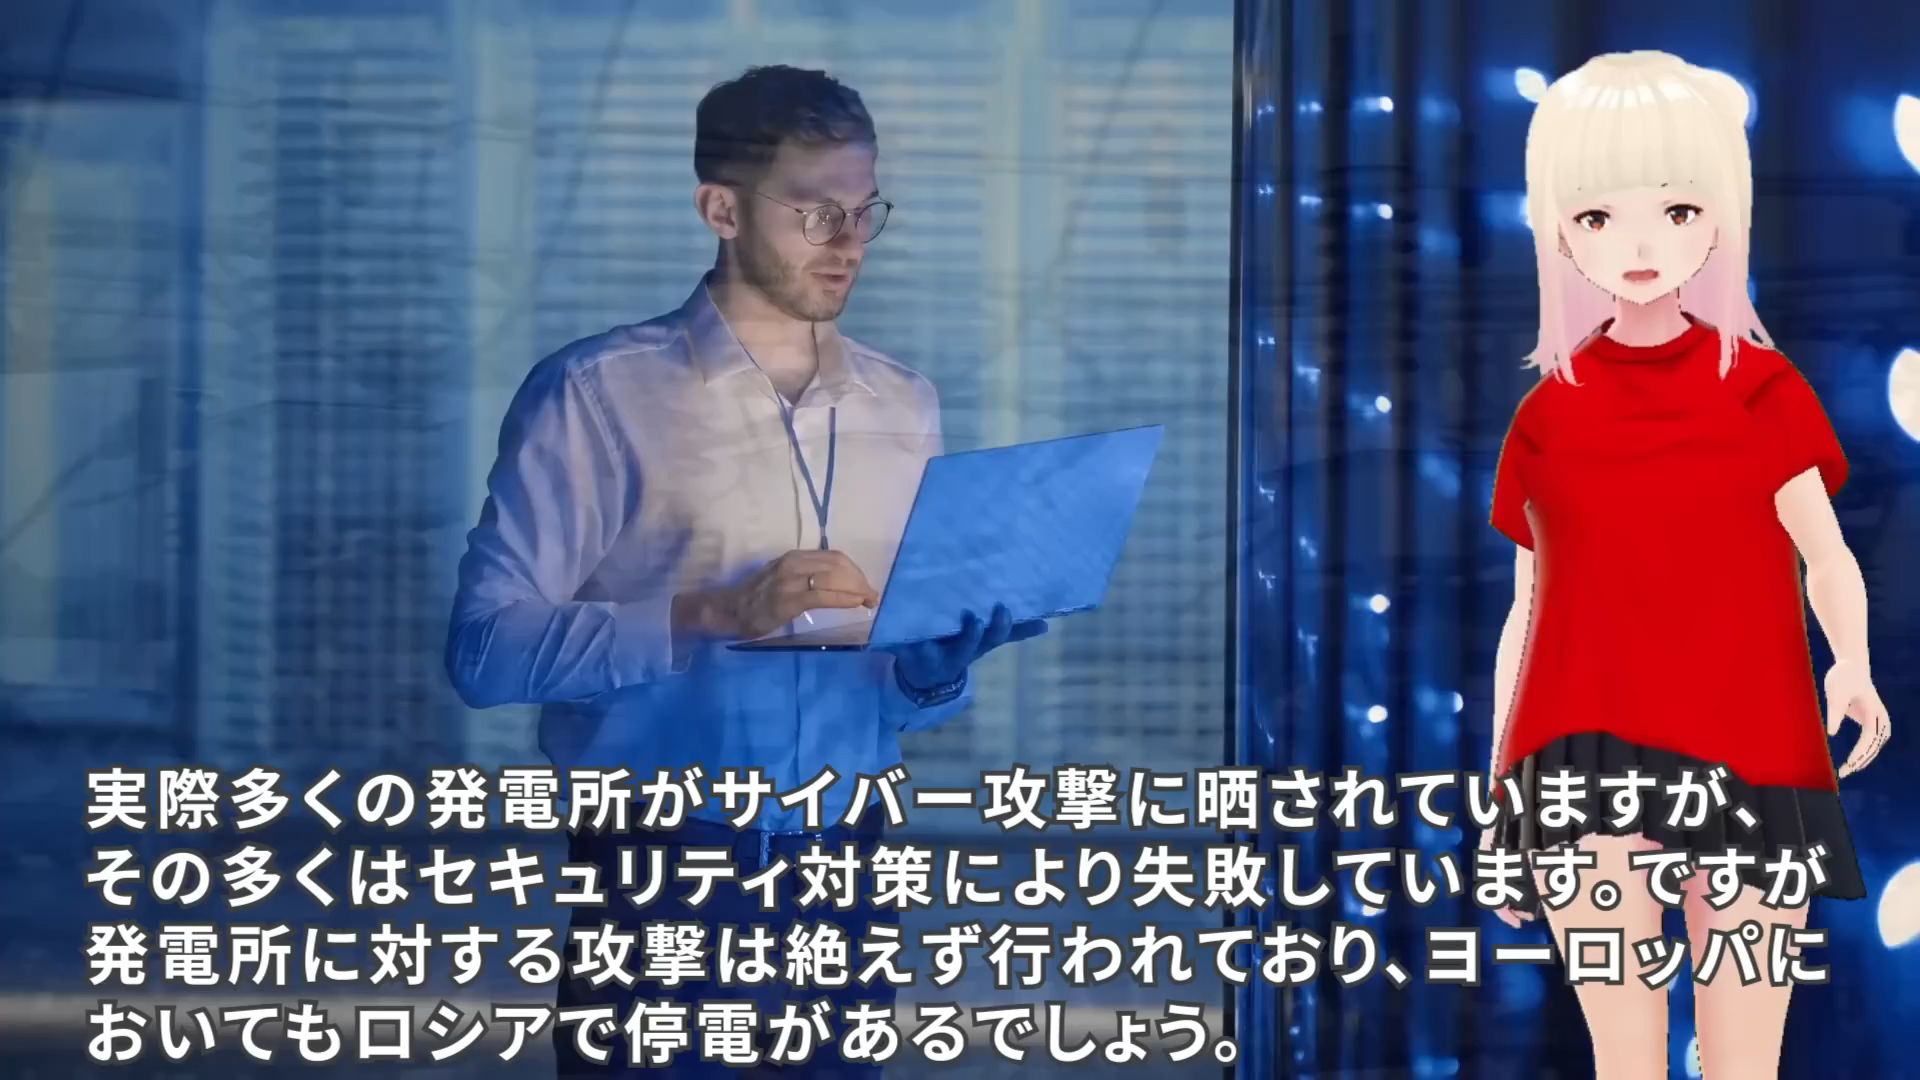 実際多くの発電所がサイバー攻撃に晒されていますが、
その多くはセキュリティ対策により失敗しています。ですが
発電所に対する攻撃は絶えず行われており、ヨーロッパに
おいてもロシアで停電があるでしょう。